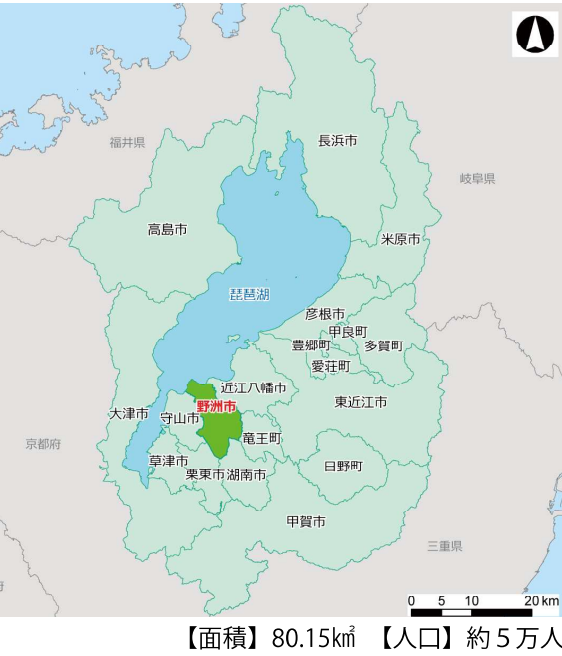 福井県
長浜市
岐阜県
高島市
米原市
琵琶湖
彦根市
甲良町
豊郷町
多賀町
愛荘町
近江八幡市
東近江市
野洲市
大津市
守山市
竜王町
京都府
草津市
日野町
栗東市
湖南市
甲賀市
三重県
府
0 5 10 20 km
【面積】80.15㎢ 【人口】約５万人